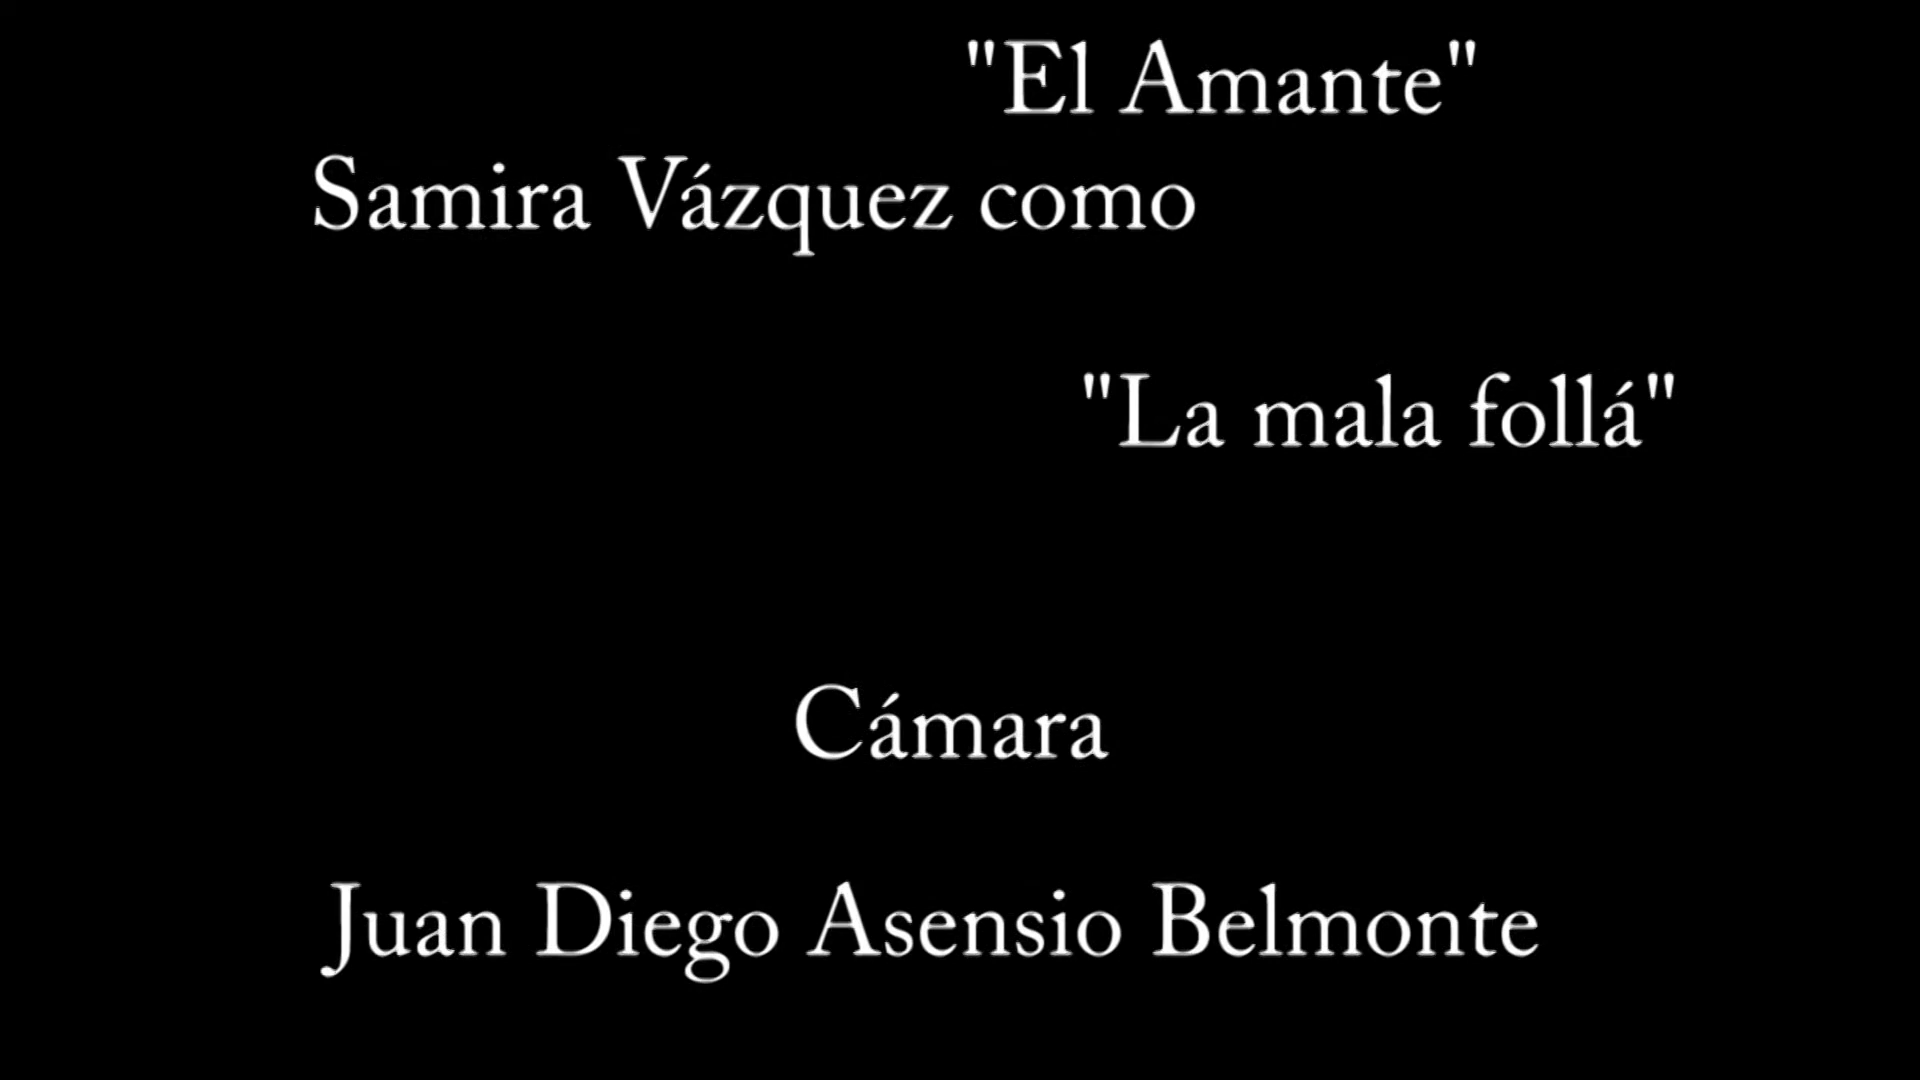 "El Amante"
Samira Vázquez como
"La mala follá"
Cámara
Juan Diego Asensio Belmonte